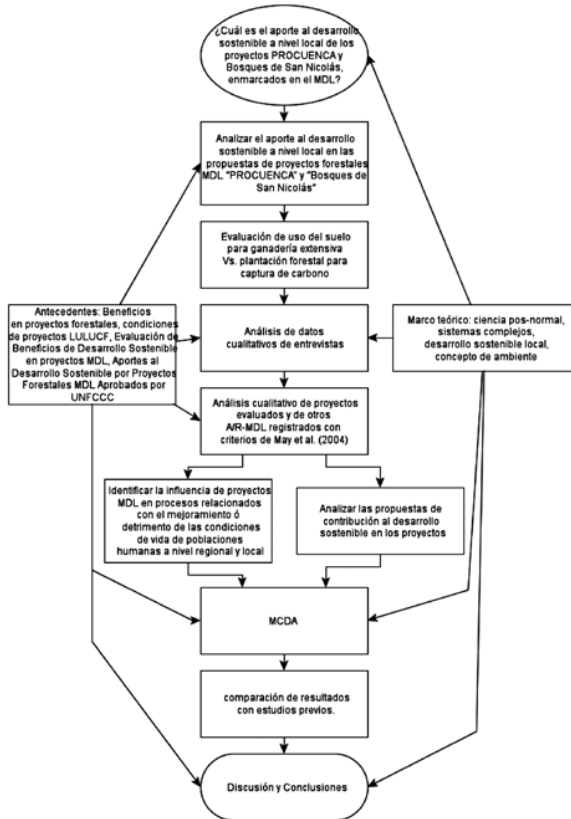 ¿Cuál es el aporte al desarrollo
sostenible a nivel local de los
proyectos PROCUENCA y
Bosques de San Nicolás,
enmarcados en el MDL?
Analizar el aporte al desarrollo
sostenible a nivel local en las
propuestas de proyectos forestales
MDL "PROCUENCA" y "Bosques de
San Nicolás"
Evaluación de uso del suelo
para ganadería extensiva
Vs. plantación forestal para
captura de carbono
Antecedentes: Beneficios
en proyectos forestales, condiciones
de proyectos LULUCF, Evaluación de
Beneficios de Desarrollo Sostenible
en proyectos MDL, Aportes al
Desarrollo Sostenible por Proyectos
Forestales MDL Aprobados por
UNFCCC
Análisis de datos
cualitativos de entrevistas
Marco teórico: ciencia pos-normal,
sistemas complejos,
desarrollo sostenible local,
concepto de ambiente
Análisis cualitativo de proyectos
evaluados y de otros
A/R-MDL registrados con
criterios de May et al. (2004)
Identificar la influencia de proyectos
MDL en procesos relacionados
con el mejoramiento ó
detrimento de las condiciones
de vida de poblaciones
humanas a nivel regional y local
Analizar las propuestas de
contribución al desarrollo
sostenible en los proyectos
MCDA
comparación de resultados
con estudios previos.
Discusión y Conclusiones